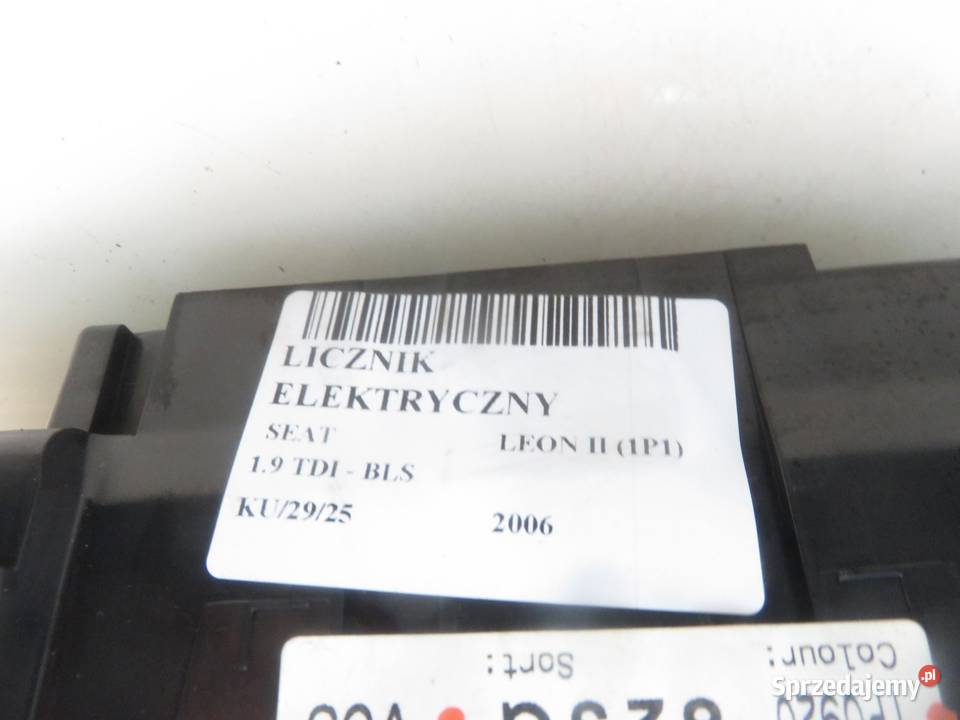 LICZNIK
ELEKTRYCZNY
SEAT LEON II (1P1)
1.9 TDI - BLS
KU/29/25 2006
Sort: Colour:
Sprzedajemy.pl